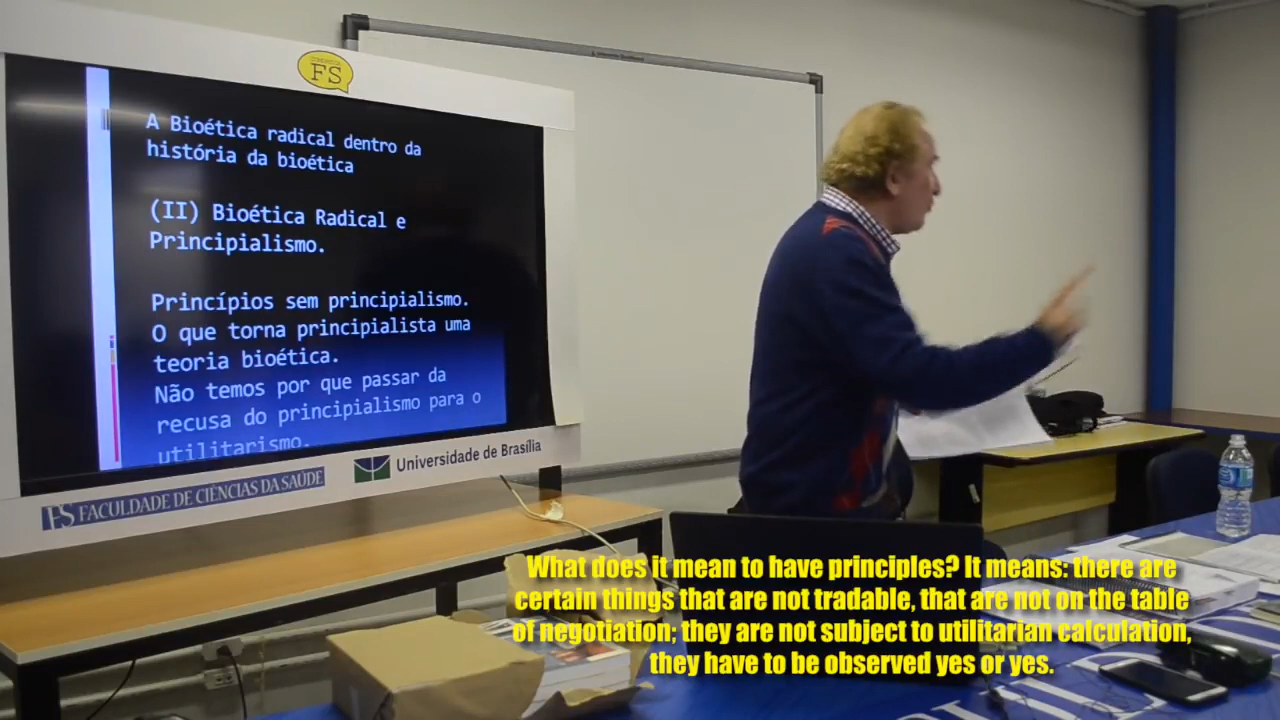 FS
A Bioética radical dentro da
história da bioética
(II) Bioética Radical e
Principialismo.
Princípios sem principialismo.
O que torna principialista uma
teoria bioética.
Não temos por que passar da
recusa do principialismo para o
utilitarismo.
FS FACULDADE DE CIÊNCIAS DA SAÚDE
Universidade de Brasília
What does it mean to have principles? It means: there are
certain things that are not tradable, that are not on the table
of negotiation; they are not subject to utilitarian calculation,
they have to be observed yes or yes.